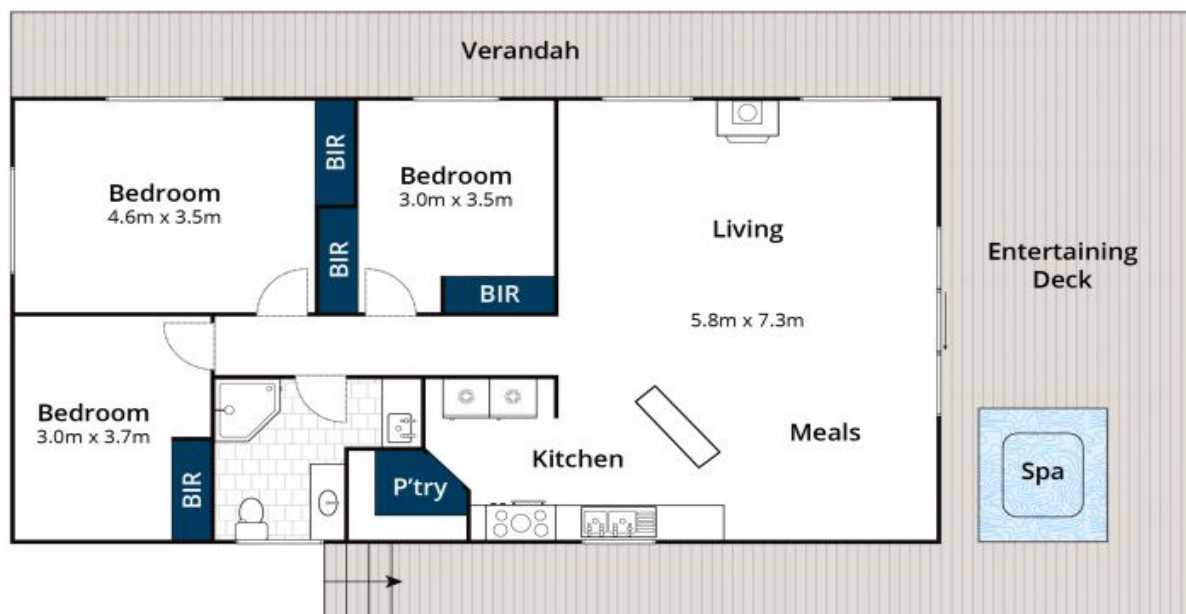 Verandah
Bedroom
4.6m x 3.5m
BIR
BIR
Bedroom
3.0m x 3.5m
BIR
Living
5.8m x 7.3m
Entertaining
Deck
Bedroom
3.0m x 3.7m
BIR
P'try
Kitchen
Meals
Spa